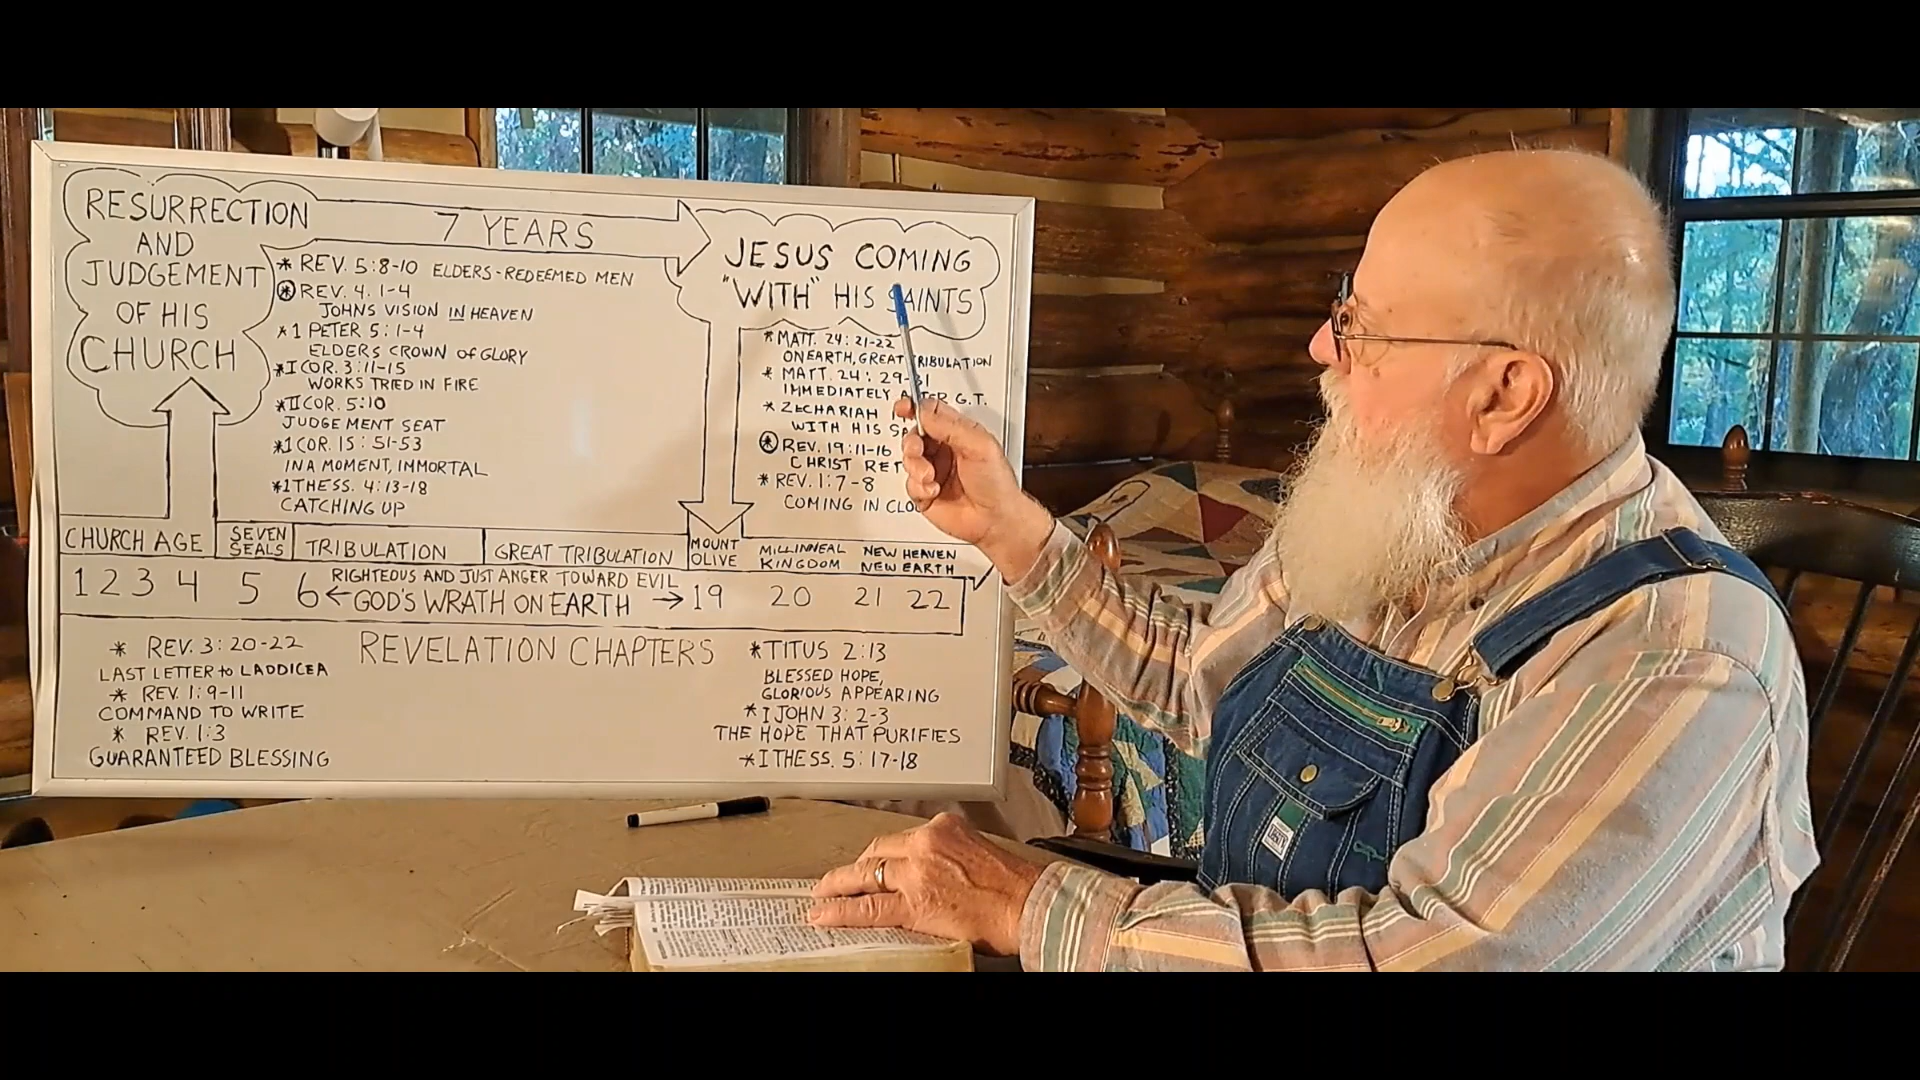 RESURRECTION
AND
JUDGEMENT
OF HIS
CHURCH
7 YEARS
* REV. 5:8-10 ELDERS-REDEEMED MEN
* REV. 4.1-4
JOHNS VISION IN HEAVEN
* 1 PETER 5:1-4
ELDERS CROWN OF GLORY
* I COR. 3:11-15
WORKS TRIED IN FIRE
* II COR. 5:10
JUDGEMENT SEAT
* 1 COR. 15:51-53
IN A MOMENT, IMMORTAL
* 1 THESS. 4:13-18
CATCHING UP
JESUS COMING
"WITH" HIS SAINTS
* MATT. 24:21-22
ON EARTH, GREAT TRIBULATION
* MATT. 24:29-31
IMMEDIATELY AFTER G.T.
* ZECHARIAH
WITH HIS
* REV. 19:11-16
CHRIST
* REV. 1:7-8
COMING IN
CHURCH AGE
SEVEN
SEALS
TRIBULATION
GREAT TRIBULATION
MOUNT
OLIVE
MILLINNEAL
KINGDOM
NEW HEAVEN
NEW EARTH
1 2 3 4 5 6 ← RIGHTEOUS AND JUST ANGER TOWARD EVIL
GOD'S WRATH ON EARTH → 19 20 21 22
REVELATION CHAPTERS
* REV. 3:20-22
LAST LETTER to LAODICEA
* REV. 1:9-11
COMMAND TO WRITE
* REV. 1:3
GUARANTEED BLESSING
* TITUS 2:13
BLESSED HOPE,
GLORIOUS APPEARING
* I JOHN 3:2-3
THE HOPE THAT PURIFIES
* I THESS. 5:17-18